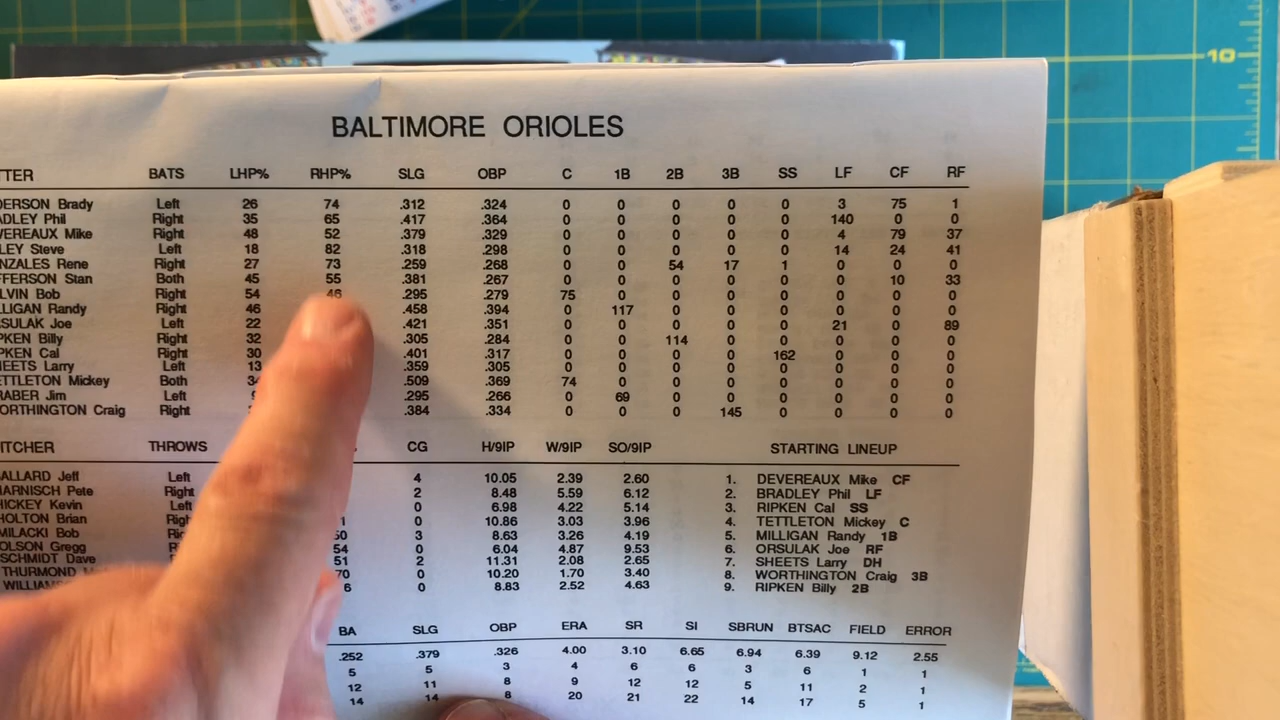 10
BALTIMORE ORIOLES
TTER BATS LHP% RHP% SLG OBP C 1B 2B 3B SS LF CF RF
DERSON Brady Left 26 74 .312 .324 0 0 0 0 0 3 75 1
ADLEY Phil Right 35 65 .417 .364 0 0 0 0 0 140 0 0
VEREAUX Mike Right 48 52 .379 .329 0 0 0 0 0 4 79 37
LEY Steve Left 18 82 .318 .298 0 0 0 0 0 14 24 41
NZALES Rene Right 27 73 .259 .268 0 0 54 17 1 0 0 0
FFERSON Stan Both 45 55 .381 .267 0 0 0 0 0 0 10 33
LVIN Bob Right 54 46 .295 .279 75 0 0 0 0 0 0 0
LLIGAN Randy Right 46 .458 .394 0 117 0 0 0 0 0 0
RSULAK Joe Left 22 .421 .351 0 0 0 0 0 21 0 89
PKEN Billy Right 32 .305 .284 0 0 114 0 0 0 0 0
PKEN Cal Right 30 .401 .317 0 0 0 0 162 0 0 0
HEETS Larry Left 13 .359 .305 0 0 0 0 0 0 0 0
ETTLETON Mickey Both 34 .509 .369 74 0 0 0 0 0 0 0
RABER Jim Left .295 .266 0 69 0 0 0 0 0 0
ORTHINGTON Craig Right .384 .334 0 0 0 145 0 0 0 0
ITCHER THROWS CG H/9IP W/9IP SO/9IP STARTING LINEUP
ALLARD Jeff Left 4 10.05 2.39 2.60 1. DEVEREAUX Mike CF
HARNISCH Pete Right 2 8.48 5.59 6.12 2. BRADLEY Phil LF
HICKEY Kevin Left 0 6.98 4.22 5.14 3. RIPKEN Cal SS
HOLTON Brian Righ 1 0 10.86 3.03 3.96 4. TETTLETON Mickey C
MILACKI Bob Rig 50 3 8.63 3.26 4.19 5. MILLIGAN Randy 1B
OLSON Gregg R 54 0 6.04 4.87 9.53 6. ORSULAK Joe RF
SCHMIDT Dave 51 2 11.31 2.08 2.65 7. SHEETS Larry DH
THURMOND 70 0 10.20 1.70 3.40 8. WORTHINGTON Craig 3B
WILLIAM 6 0 8.83 2.52 4.63 9. RIPKEN Billy 2B
BA SLG OBP ERA SR SI SBRUN BTSAC FIELD ERROR
.252 .379 .326 4.00 3.10 6.65 6.94 6.39 9.12 2.55
5 5 3 4 6 6 3 6 1 1
12 11 8 9 12 12 5 11 2 1
14 14 8 20 21 22 14 17 5 1